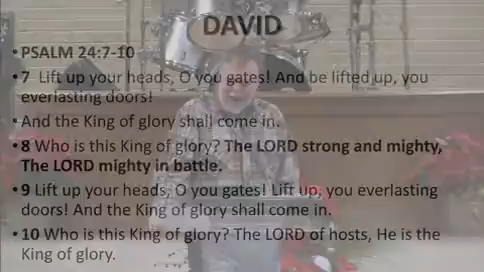 DAVID
• PSALM 24:7-10
• 7 Lift up your heads, O you gates! And be lifted up, you
everlasting doors!
• And the King of glory shall come in.
• 8 Who is this King of glory? The LORD strong and mighty,
The LORD mighty in battle.
• 9 Lift up your heads, O you gates! Lift up, you everlasting
doors! And the King of glory shall come in.
• 10 Who is this King of glory? The LORD of hosts, He is the
King of glory.